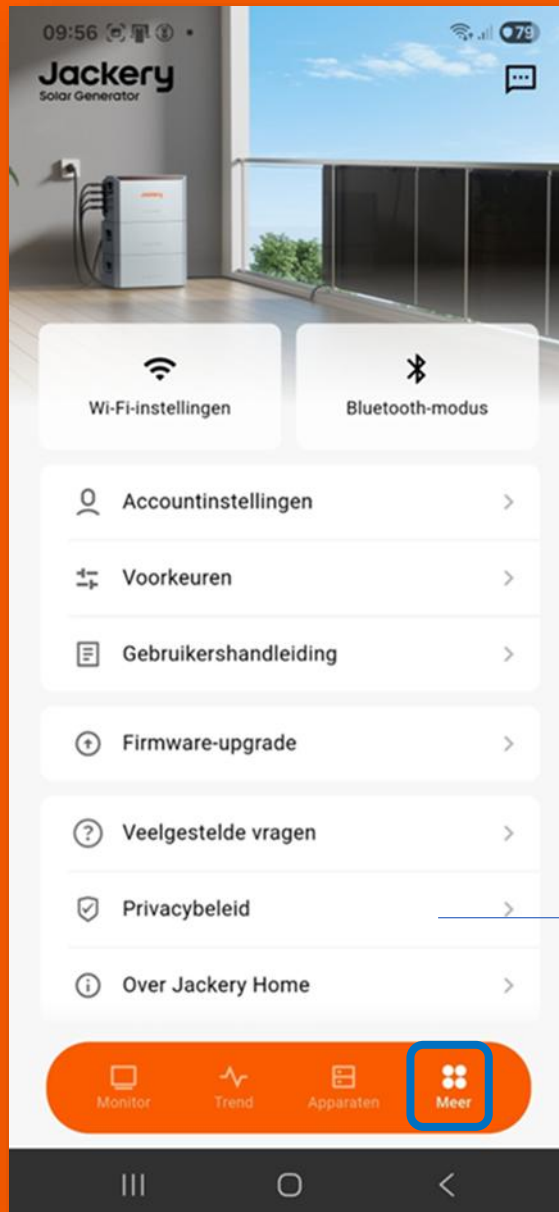 09:56
79
Jackery
Solar Generator
Wi-Fi-instellingen
Bluetooth-modus
Accountinstellingen
Voorkeuren
Gebruikershandleiding
Firmware-upgrade
Veelgestelde vragen
Privacybeleid
Over Jackery Home
Monitor
Trend
Apparaten
Meer